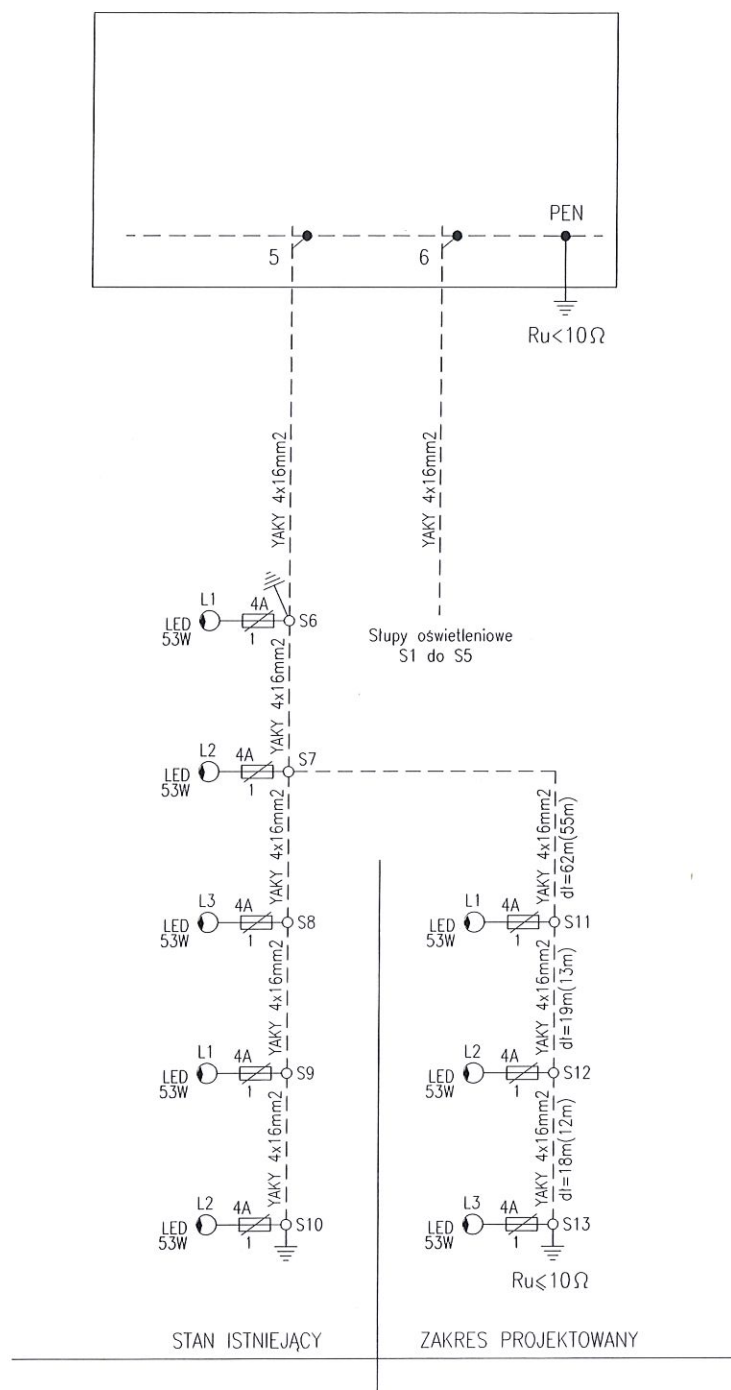 PEN
5
6
Ru<10Ω
YAKY 4x16mm2
YAKY 4x16mm2
L1
4A
LED
53W
1
S6
Słupy oświetleniowe
S1 do S5
YAKY 4x16mm2
L2
4A
LED
53W
1
S7
YAKY 4x16mm2
YAKY 4x16mm2
dł=62m(55m)
L3
4A
LED
53W
1
S8
L1
4A
LED
53W
1
S11
YAKY 4x16mm2
YAKY 4x16mm2
dł=19m(13m)
L1
4A
LED
53W
1
S9
L2
4A
LED
53W
1
S12
YAKY 4x16mm2
YAKY 4x16mm2
dł=18m(12m)
L2
4A
LED
53W
1
S10
L3
4A
LED
53W
1
S13
Ru⩽10Ω
STAN ISTNIEJĄCY
ZAKRES PROJEKTOWANY